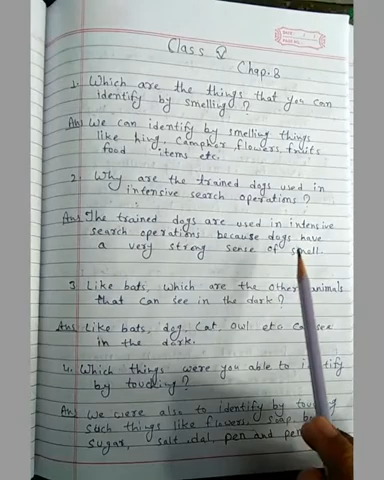 Class V
Chap. 8
1. Which are the things that you can
identify by smelling?
Ans) We can identify by smelling things
like hing, camphor, flowers, fruits
food items etc.
2. Why are the trained dogs used in
intensive search operations?
Ans The trained dogs are used in intensive
search operations because dogs have
a very strong sense of smell.
3 Like bats, which are the other animals
that can see in the dark?
Ans Like bats, dog, Cat, Owl etc can see
in the dark.
4. Which things were you able to identify
by touching?
Ans) We were also to identify by touching
such things like flowers, soap,
sugar, salt, dal, pen and